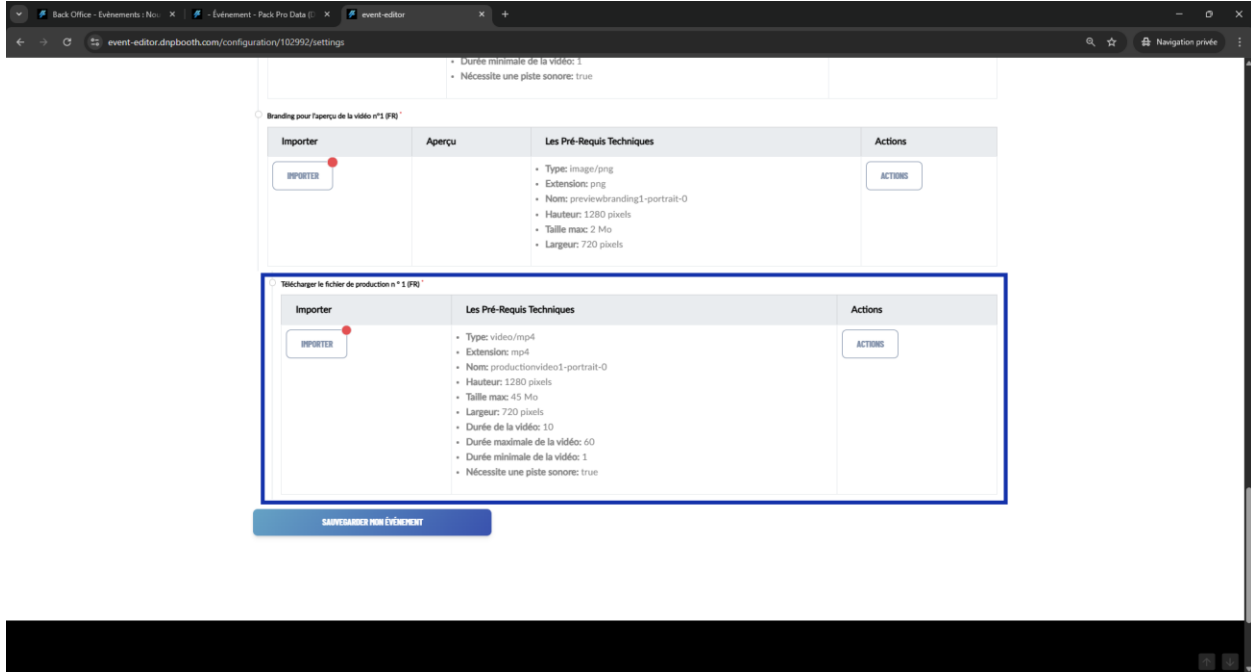 Back Office - Evènements : Nou
- Événement - Pack Pro Data (
event-editor
event-editor.dnpbooth.com/configuration/102992/settings
Navigation privée
Durée minimale de la vidéo: 1
Nécessite une piste sonore: true
Branding pour l'aperçu de la vidéo n°1 (FR) *
Importer Aperçu Les Pré-Requis Techniques Actions
IMPORTER
Type: image/png
Extension: png
Nom: previewbranding1-portrait-0
Hauteur: 1280 pixels
Taille max: 2 Mo
Largeur: 720 pixels
ACTIONS
Télécharger le fichier de production n ° 1 (FR) *
Importer Les Pré-Requis Techniques Actions
IMPORTER
Type: video/mp4
Extension: mp4
Nom: productionvideo1-portrait-0
Hauteur: 1280 pixels
Taille max: 45 Mo
Largeur: 720 pixels
Durée de la vidéo: 10
Durée maximale de la vidéo: 60
Durée minimale de la vidéo: 1
Nécessite une piste sonore: true
ACTIONS
SAUVEGARDER MON ÉVÉNEMENT